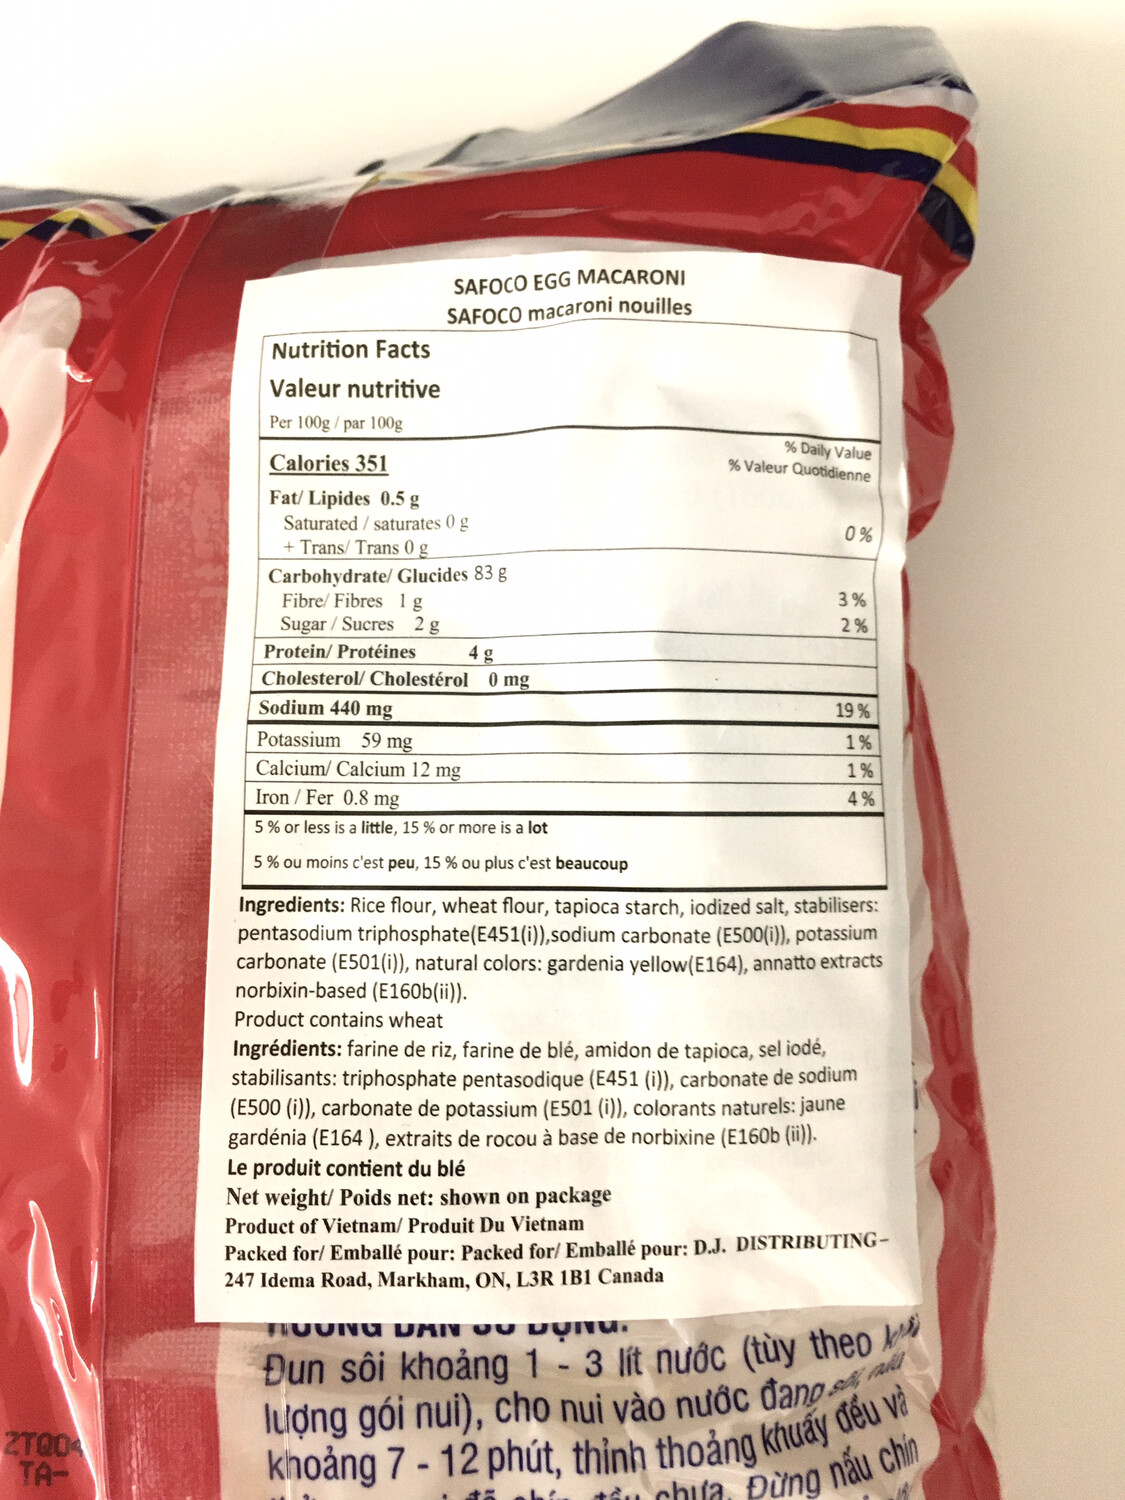 SAFOCO EGG MACARONI
SAFOCO macaroni nouilles
Nutrition Facts
Valeur nutritive
Per 100g / par 100g
% Daily Value
% Valeur Quotidienne
Calories 351
Fat/ Lipides 0.5 g
Saturated / saturates 0 g
+ Trans/ Trans 0 g
0 %
Carbohydrate/ Glucides 83 g
Fibre/ Fibres 1 g 3 %
Sugar / Sucres 2 g 2 %
Protein/ Protéines 4 g
Cholesterol/ Cholestérol 0 mg
Sodium 440 mg 19 %
Potassium 59 mg 1 %
Calcium/ Calcium 12 mg 1 %
Iron / Fer 0.8 mg 4 %
5 % or less is a little, 15 % or more is a lot
5 % ou moins c'est peu, 15 % ou plus c'est beaucoup
Ingredients: Rice flour, wheat flour, tapioca starch, iodized salt, stabilisers:
pentasodium triphosphate(E451(i)),sodium carbonate (E500(i)), potassium
carbonate (E501(i)), natural colors: gardenia yellow(E164), annatto extracts
norbixin-based (E160b(ii)).
Product contains wheat
Ingrédients: farine de riz, farine de blé, amidon de tapioca, sel iodé,
stabilisants: triphosphate pentasodique (E451 (i)), carbonate de sodium
(E500 (i)), carbonate de potassium (E501 (i)), colorants naturels: jaune
gardénia (E164 ), extraits de rocou à base de norbixine (E160b (ii)).
Le produit contient du blé
Net weight/ Poids net: shown on package
Product of Vietnam/ Produit Du Vietnam
Packed for/ Emballé pour: Packed for/ Emballé pour: D.J. DISTRIBUTING-
247 Idema Road, Markham, ON, L3R 1B1 Canada
Đun sôi khoảng 1 - 3 lít nước (tùy theo
lượng gói nui), cho nui vào nước đang sôi, nấu
khoảng 7 - 12 phút, thỉnh thoảng khuấy đều và
chưa. Đừng nấu chín
TA-